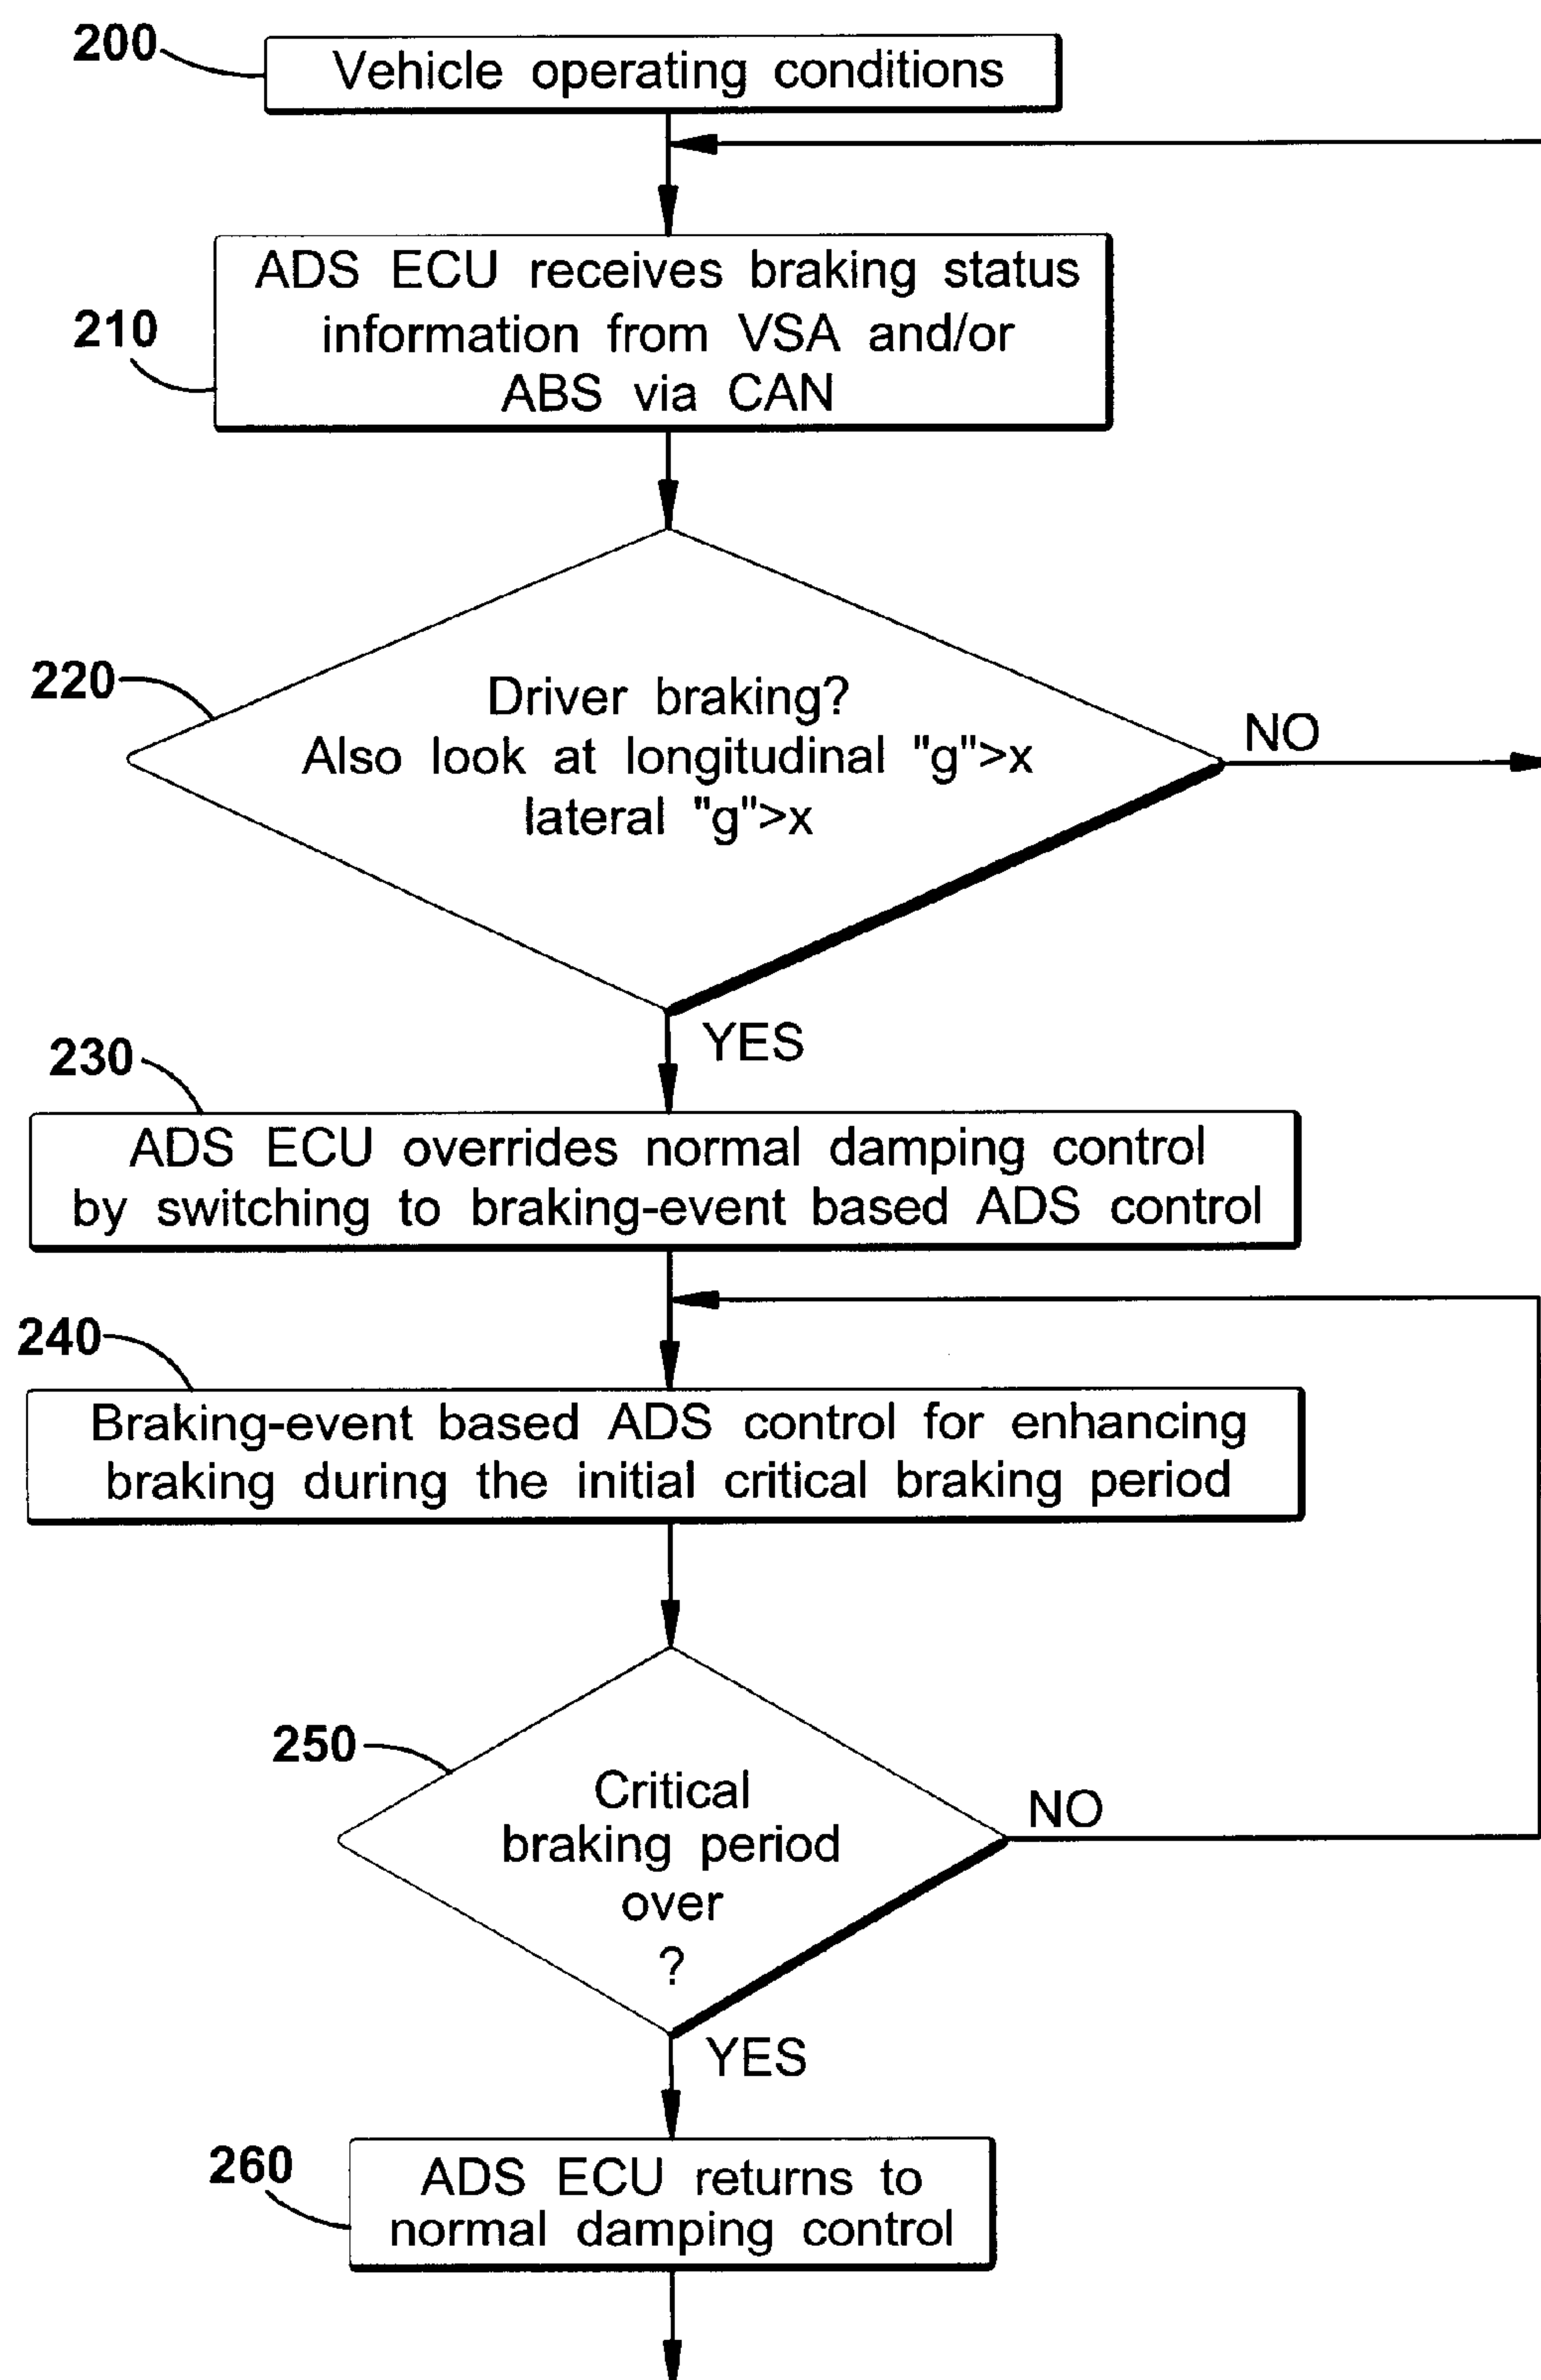 200
Vehicle operating conditions
210
ADS ECU receives braking status
information from VSA and/or
ABS via CAN
220
Driver braking?
Also look at longitudinal "g">x
lateral "g">x
NO
YES
230
ADS ECU overrides normal damping control
by switching to braking-event based ADS control
240
Braking-event based ADS control for enhancing
braking during the initial critical braking period
250
Critical
braking period
over
?
NO
YES
260
ADS ECU returns to
normal damping control